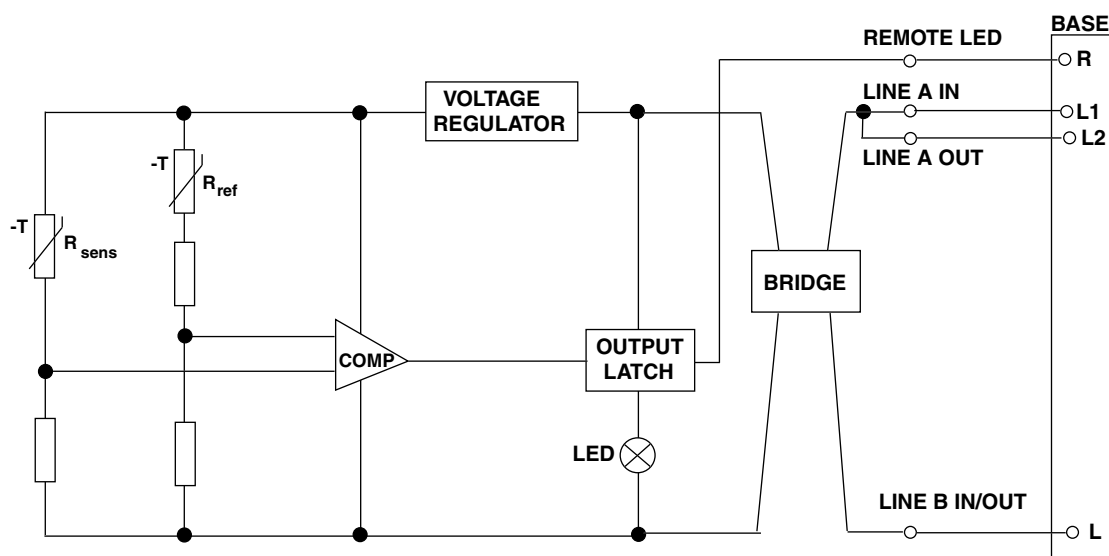 BASE
REMOTE LED
R
LINE A IN
L1
L2
LINE A OUT
VOLTAGE
REGULATOR
-T
R ref
-T
R sens
BRIDGE
COMP
OUTPUT
LATCH
LED
LINE B IN/OUT
L